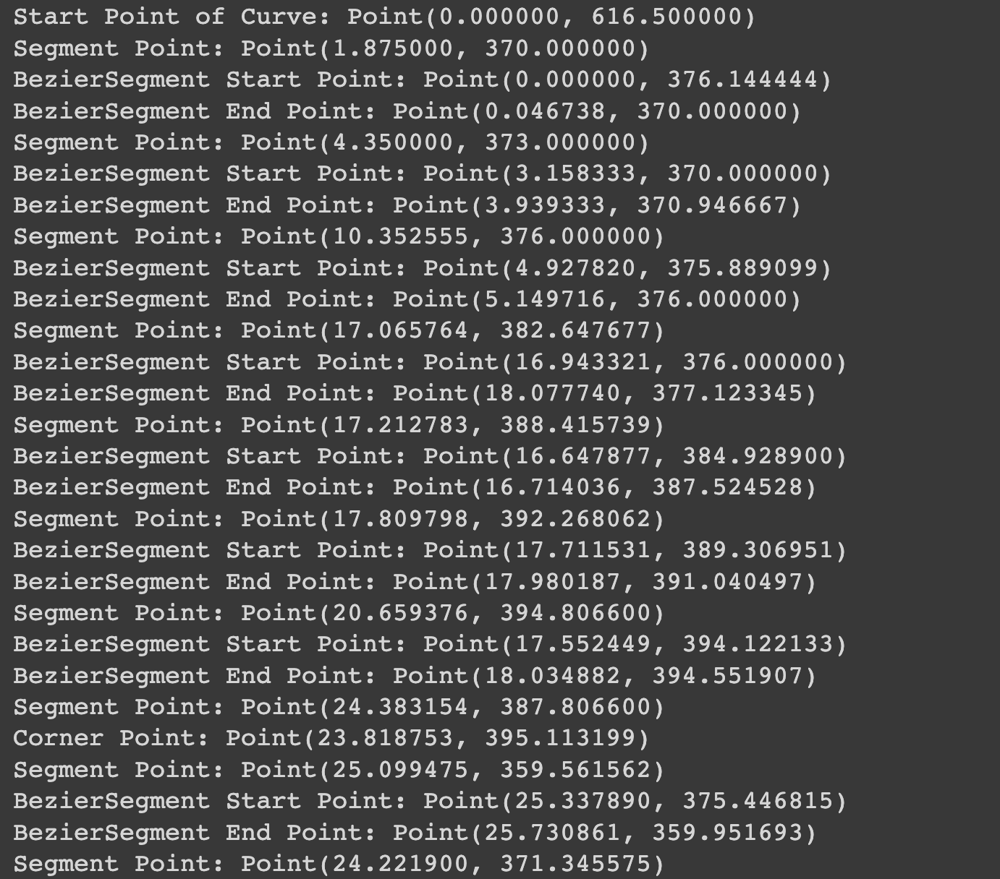 Start Point of Curve: Point(0.000000, 616.500000)
Segment Point: Point(1.875000, 370.000000)
BezierSegment Start Point: Point(0.000000, 376.144444)
BezierSegment End Point: Point(0.046738, 370.000000)
Segment Point: Point(4.350000, 373.000000)
BezierSegment Start Point: Point(3.158333, 370.000000)
BezierSegment End Point: Point(3.939333, 370.946667)
Segment Point: Point(10.352555, 376.000000)
BezierSegment Start Point: Point(4.927820, 375.889099)
BezierSegment End Point: Point(5.149716, 376.000000)
Segment Point: Point(17.065764, 382.647677)
BezierSegment Start Point: Point(16.943321, 376.000000)
BezierSegment End Point: Point(18.077740, 377.123345)
Segment Point: Point(17.212783, 388.415739)
BezierSegment Start Point: Point(16.647877, 384.928900)
BezierSegment End Point: Point(16.714036, 387.524528)
Segment Point: Point(17.809798, 392.268062)
BezierSegment Start Point: Point(17.711531, 389.306951)
BezierSegment End Point: Point(17.980187, 391.040497)
Segment Point: Point(20.659376, 394.806600)
BezierSegment Start Point: Point(17.552449, 394.122133)
BezierSegment End Point: Point(18.034882, 394.551907)
Segment Point: Point(24.383154, 387.806600)
Corner Point: Point(23.818753, 395.113199)
Segment Point: Point(25.099475, 359.561562)
BezierSegment Start Point: Point(25.337890, 375.446815)
BezierSegment End Point: Point(25.730861, 359.951693)
Segment Point: Point(24.221900, 371.345575)